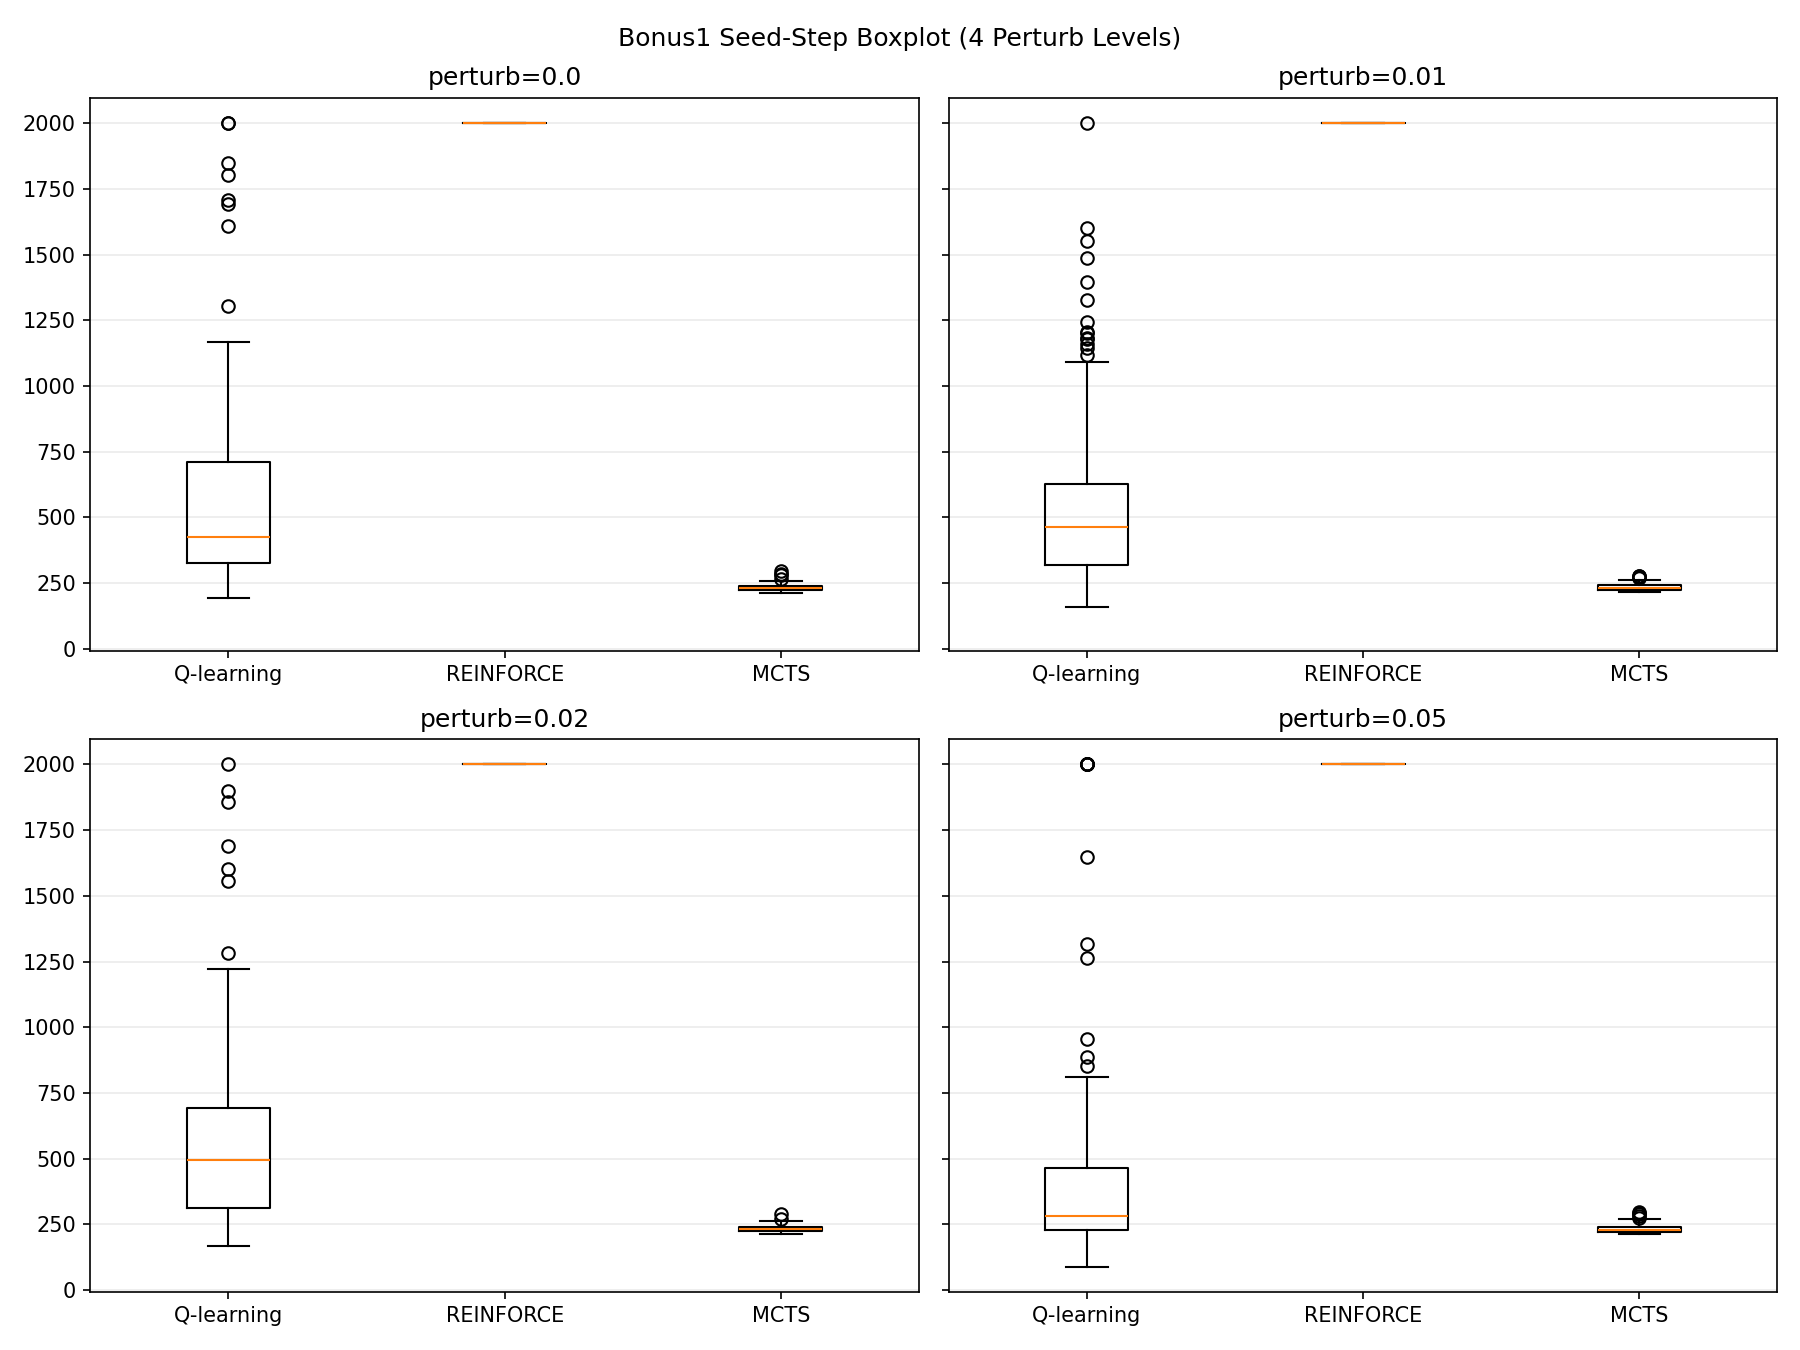 Bonus1 Seed-Step Boxplot (4 Perturb Levels)
perturb=0.0
perturb=0.01
2000
1750
1500
1250
1000
750
500
250
0
Q-learning REINFORCE MCTS
Q-learning REINFORCE MCTS
perturb=0.02
perturb=0.05
2000
1750
1500
1250
1000
750
500
250
0
Q-learning REINFORCE MCTS
Q-learning REINFORCE MCTS